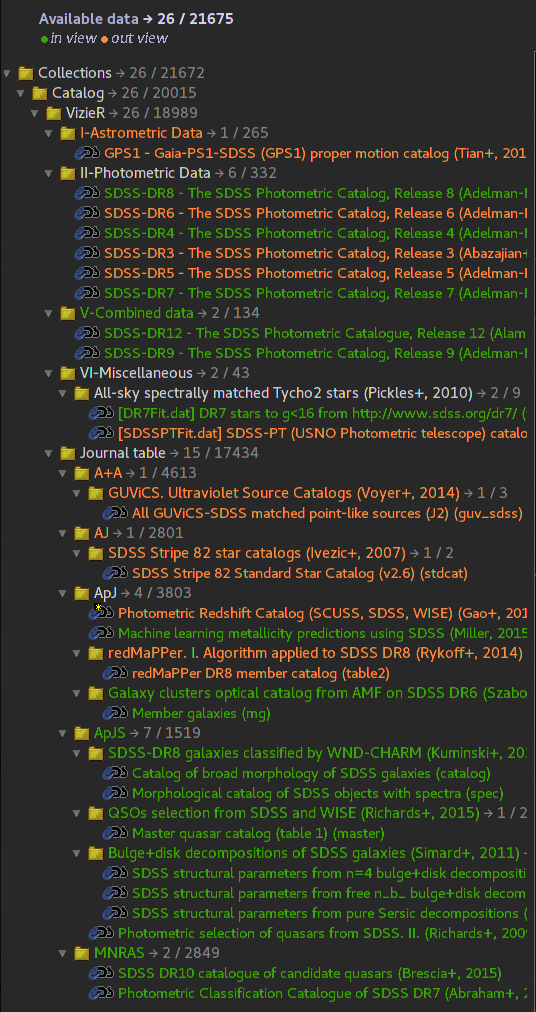 Available data → 26 / 21675
in view out view
Collections → 26 / 21672
Catalog → 26 / 20015
VizieR → 26 / 18989
I-Astrometric Data → 1 / 265
GPS1 - Gaia-PS1-SDSS (GPS1) proper motion catalog (Tian+, 201
II-Photometric Data → 6 / 332
SDSS-DR8 - The SDSS Photometric Catalog, Release 8 (Adelman-
SDSS-DR6 - The SDSS Photometric Catalog, Release 6 (Adelman-
SDSS-DR4 - The SDSS Photometric Catalog, Release 4 (Adelman-
SDSS-DR3 - The SDSS Photometric Catalog, Release 3 (Abazajian+
SDSS-DR5 - The SDSS Photometric Catalog, Release 5 (Adelman-
SDSS-DR7 - The SDSS Photometric Catalog, Release 7 (Adelman-
V-Combined data → 2 / 134
SDSS-DR12 - The SDSS Photometric Catalogue, Release 12 (Alam
SDSS-DR9 - The SDSS Photometric Catalogue, Release 9 (Adelman-
VI-Miscellaneous → 2 / 43
All-sky spectrally matched Tycho2 stars (Pickles+, 2010) → 2 / 9
[DR7Fit.dat] DR7 stars to g<16 from http://www.sdss.org/dr7/ (
[SDSSPTFit.dat] SDSS-PT (USNO Photometric telescope) catalo
Journal table → 15 / 17434
A+A → 1 / 4613
GUViCS. Ultraviolet Source Catalogs (Voyer+, 2014) → 1 / 3
All GUViCS-SDSS matched point-like sources (J2) (guv_sdss)
AJ → 1 / 2801
SDSS Stripe 82 star catalogs (Ivezic+, 2007) → 1 / 2
SDSS Stripe 82 Standard Star Catalog (v2.6) (stdcat)
ApJ → 4 / 3803
Photometric Redshift Catalog (SCUSS, SDSS, WISE) (Gao+, 201
Machine learning metallicity predictions using SDSS (Miller, 2015
redMaPPer. I. Algorithm applied to SDSS DR8 (Rykoff+, 2014)
redMaPPer DR8 member catalog (table2)
Galaxy clusters optical catalog from AMF on SDSS DR6 (Szabo
Member galaxies (mg)
ApJS → 7 / 1519
SDSS-DR8 galaxies classified by WND-CHARM (Kuminski+, 20
Catalog of broad morphology of SDSS galaxies (catalog)
Morphological catalog of SDSS objects with spectra (spec)
QSOs selection from SDSS and WISE (Richards+, 2015) → 1 / 2
Master quasar catalog (table 1) (master)
Bulge+disk decompositions of SDSS galaxies (Simard+, 2011) -
SDSS structural parameters from n=4 bulge+disk decompositi
SDSS structural parameters from free n_b_ bulge+disk decom
SDSS structural parameters from pure Sersic decompositions (
Photometric selection of quasars from SDSS. II. (Richards+, 200
MNRAS → 2 / 2849
SDSS DR10 catalogue of candidate quasars (Brescia+, 2015)
Photometric Classification Catalogue of SDSS DR7 (Abraham+, 2